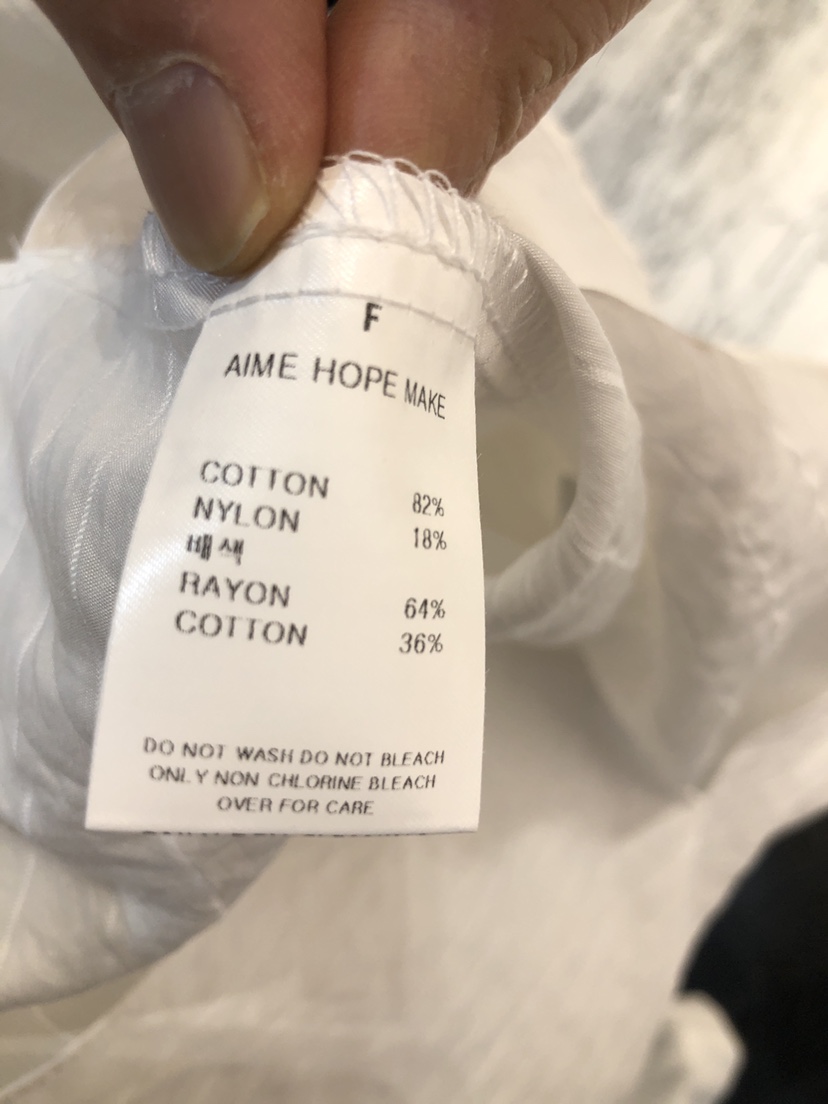 F
AIME HOPE MAKE
COTTON 82%
NYLON 18%
배색
RAYON 64%
COTTON 36%
DO NOT WASH DO NOT BLEACH
ONLY NON CHLORINE BLEACH
OVER FOR CARE